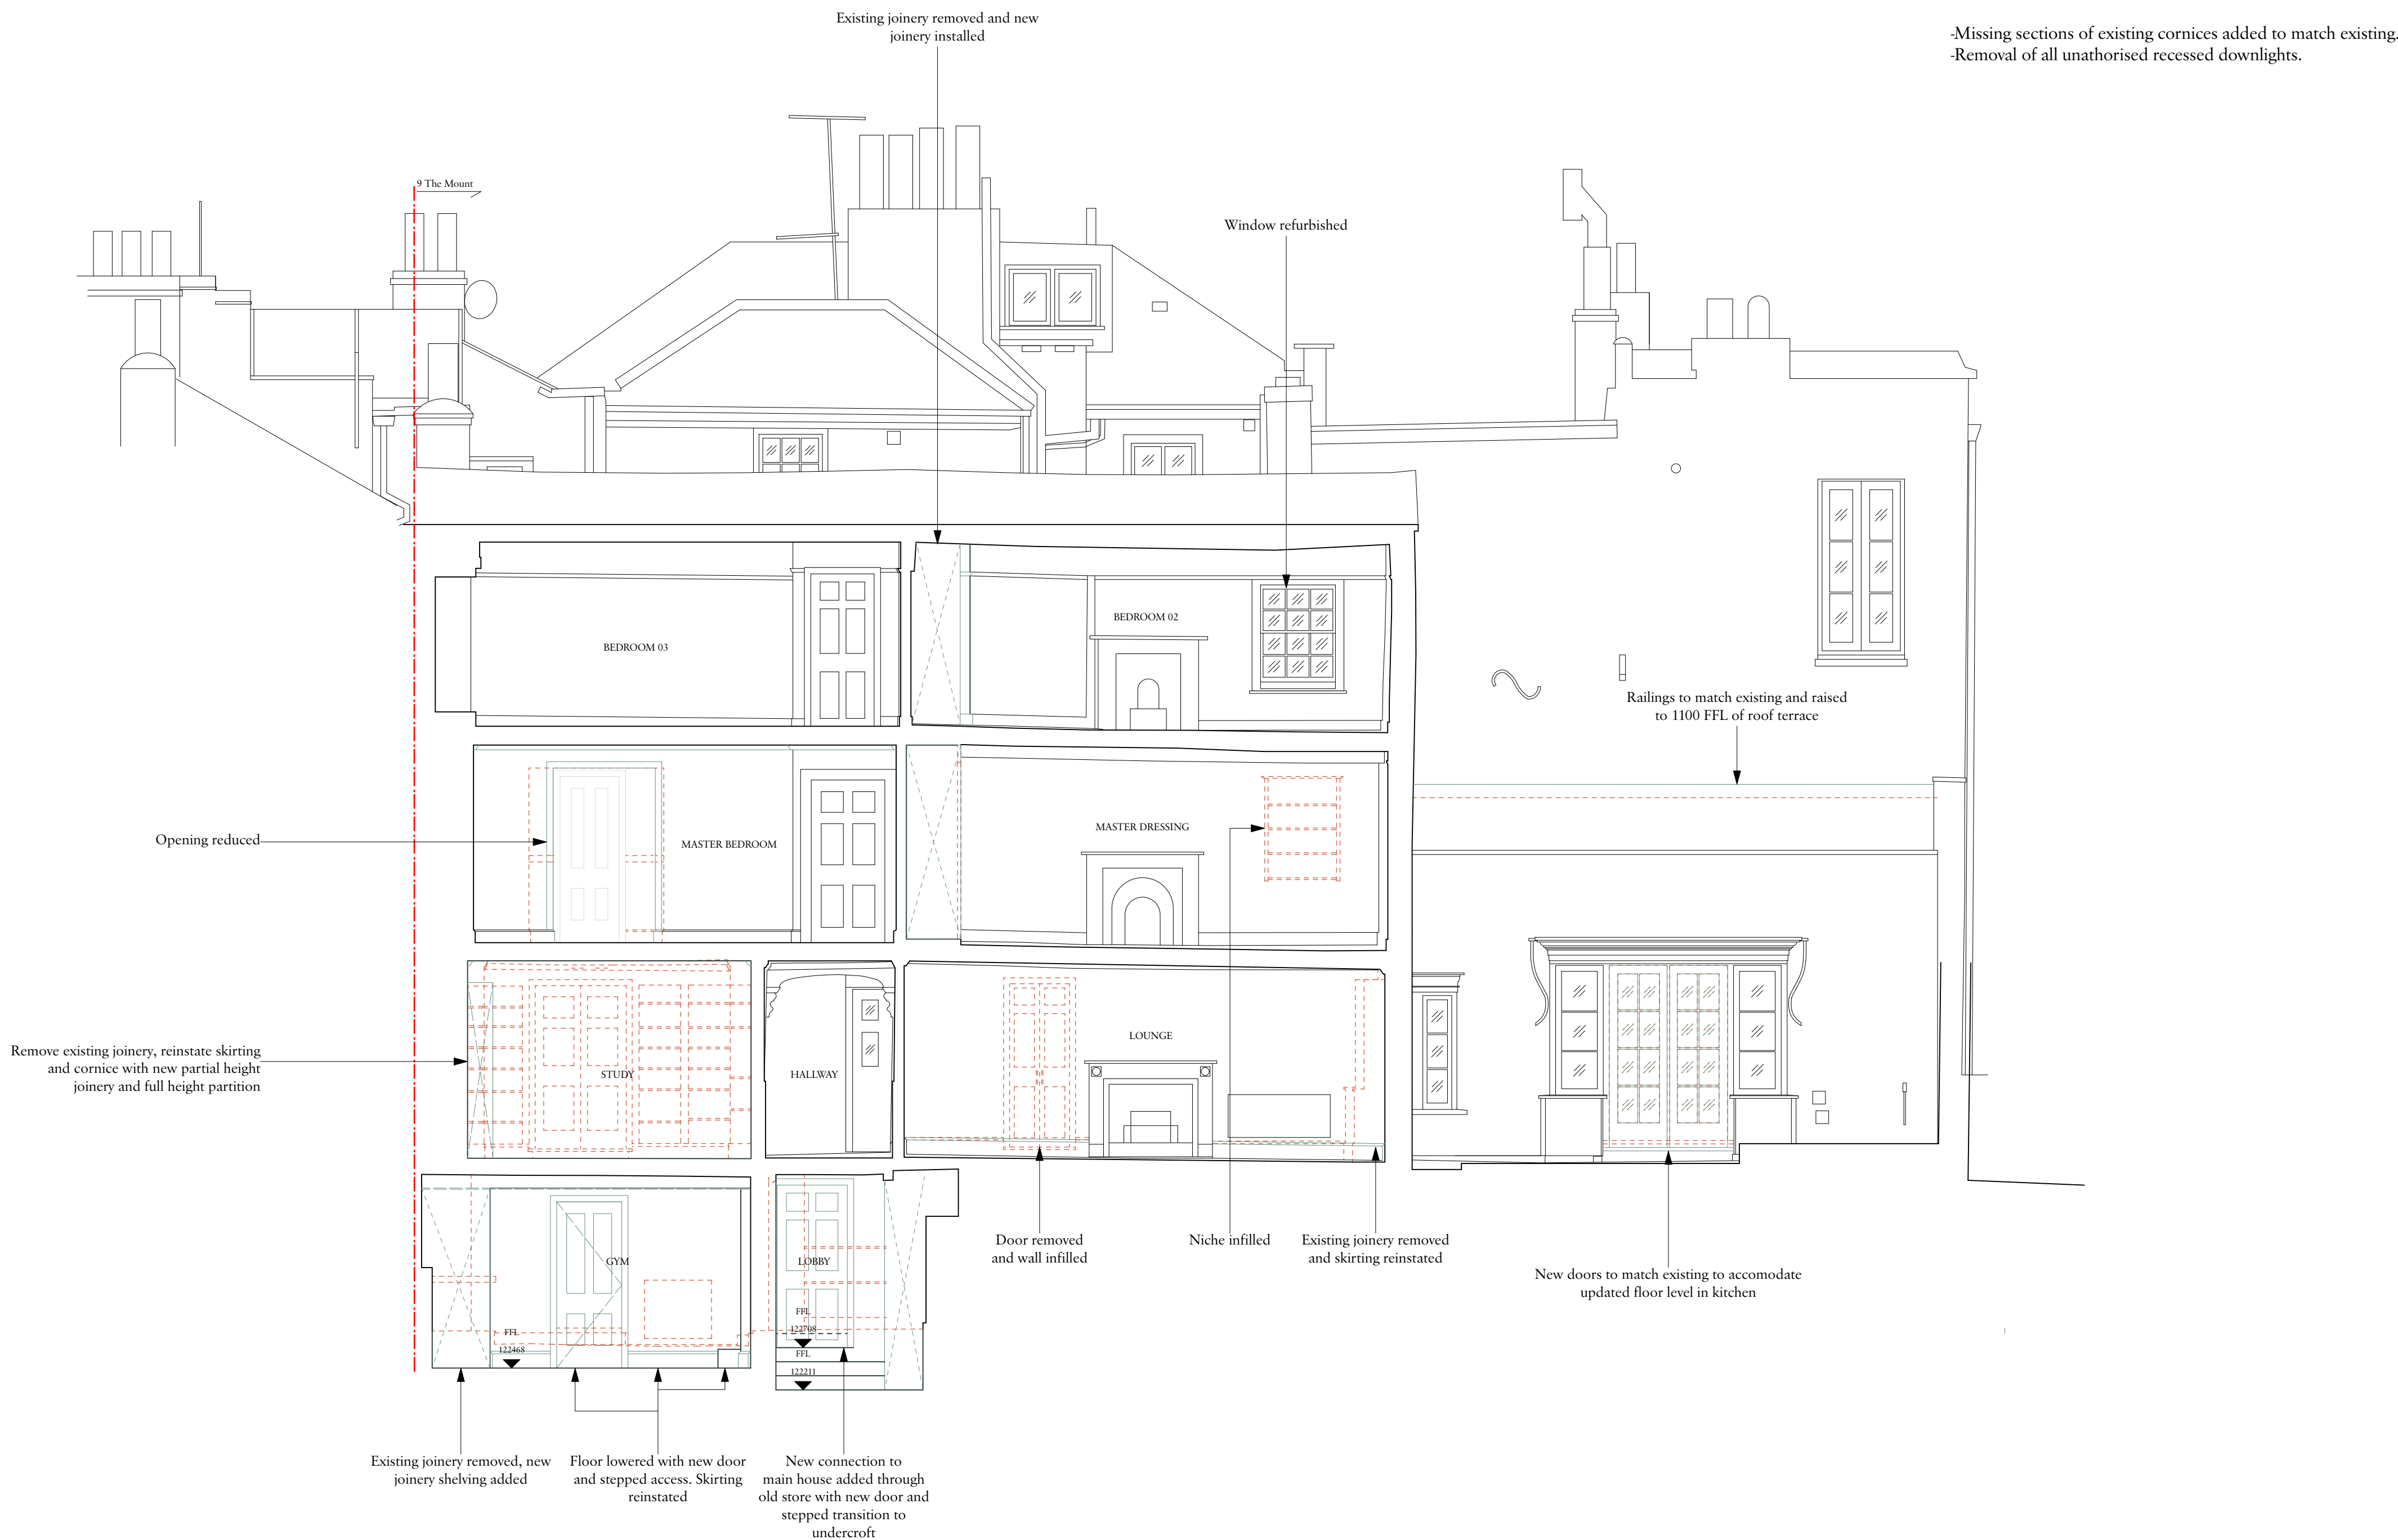 Existing joinery removed and new
joinery installed
-Missing sections of existing cornices added to match existing.
-Removal of all unathorised recessed downlights.
9 The Mount
Window refurbished
BEDROOM 03
BEDROOM 02
Railings to match existing and raised
to 1100 FFL of roof terrace
Opening reduced
MASTER BEDROOM
MASTER DRESSING
Remove existing joinery, reinstate skirting
and cornice with new partial height
joinery and full height partition
STUDY
HALLWAY
LOUNGE
GYM
LOBBY
FFL
122468
FFL
122708
FFL
122211
Door removed
and wall infilled
Niche infilled
Existing joinery removed
and skirting reinstated
New doors to match existing to accomodate
updated floor level in kitchen
Existing joinery removed, new
joinery shelving added
Floor lowered with new door
and stepped access. Skirting
reinstated
New connection to
main house added through
old store with new door and
stepped transition to
undercroft